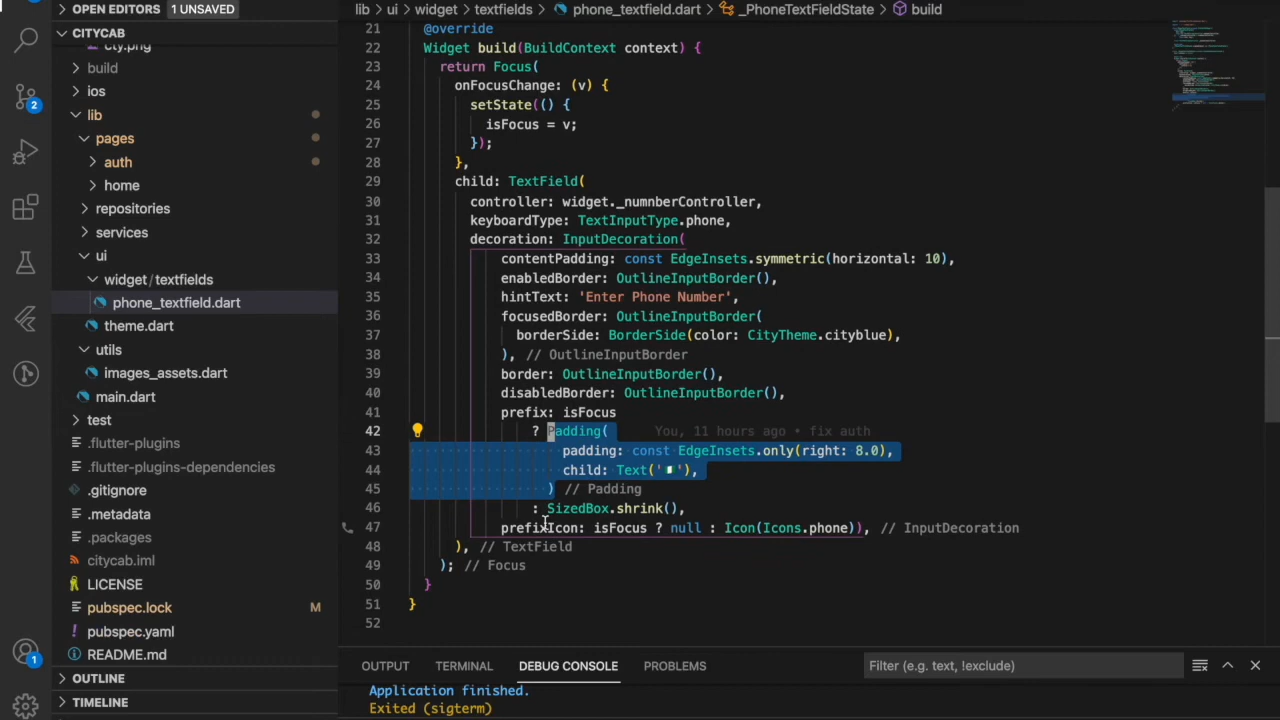 OPEN EDITORS 1 UNSAVED
lib > ui > widget > textfields > phone_textfield.dart > _PhoneTextFieldState > build
CITYCAB
city.png
build
ios
lib
pages
auth
home
repositories
services
ui
widget / textfields
phone_textfield.dart
theme.dart
utils
images_assets.dart
main.dart
test
.flutter-plugins
.flutter-plugins-dependencies
.gitignore
.metadata
.packages
citycab.iml
LICENSE
pubspec.lock M
pubspec.yaml
README.md
OUTLINE
TIMELINE
2
1
21 @override
22 Widget build(BuildContext context) {
23 return Focus(
24 onFocusChange: (v) {
25 setState(() {
26 isFocus = v;
27 });
28 },
29 child: TextField(
30 controller: widget._numnberController,
31 keyboardType: TextInputType.phone,
32 decoration: InputDecoration(
33 contentPadding: const EdgeInsets.symmetric(horizontal: 10),
34 enabledBorder: OutlineInputBorder(),
35 hintText: 'Enter Phone Number',
36 focusedBorder: OutlineInputBorder(
37 borderSide: BorderSide(color: CityTheme.cityblue),
38 ), // OutlineInputBorder
39 border: OutlineInputBorder(),
40 disabledBorder: OutlineInputBorder(),
41 prefix: isFocus
42 ? Padding( You, 11 hours ago • fix auth
43 padding: const EdgeInsets.only(right: 8.0),
44 child: Text('🇳🇬'),
45 ) // Padding
46 : SizedBox.shrink(),
47 prefixIcon: isFocus ? null : Icon(Icons.phone)), // InputDecoration
48 ), // TextField
49 ); // Focus
50 }
51 }
52
OUTPUT TERMINAL DEBUG CONSOLE PROBLEMS Filter (e.g. text, !exclude)
Application finished.
Exited (sigterm)